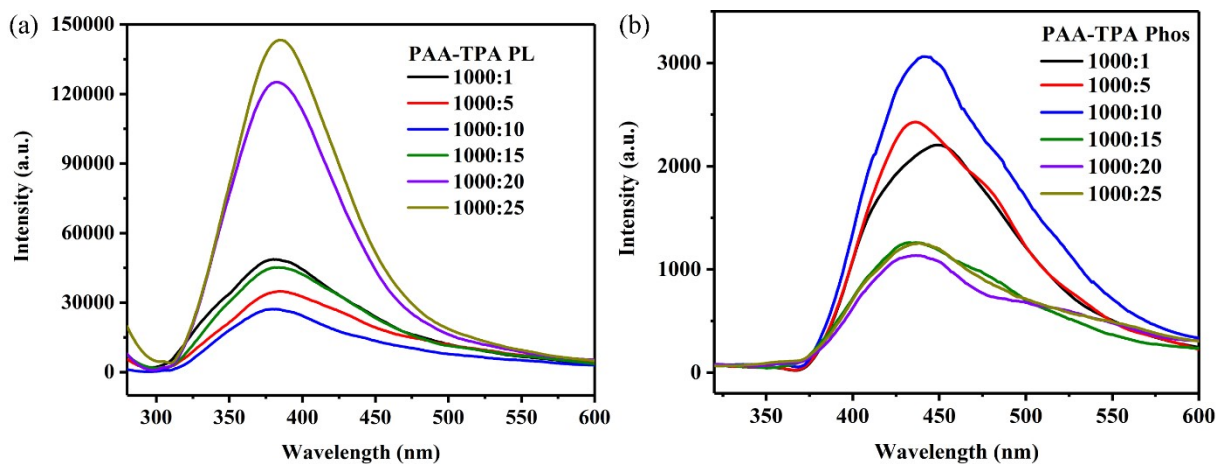 (a)
PAA-TPA PL
1000:1
1000:5
1000:10
1000:15
1000:20
1000:25
150000
120000
90000
60000
30000
0
Intensity (a.u.)
300 350 400 450 500 550 600
Wavelength (nm)
(b)
PAA-TPA Phos
1000:1
1000:5
1000:10
1000:15
1000:20
1000:25
3000
2000
1000
0
Intensity (a.u.)
350 400 450 500 550 600
Wavelength (nm)